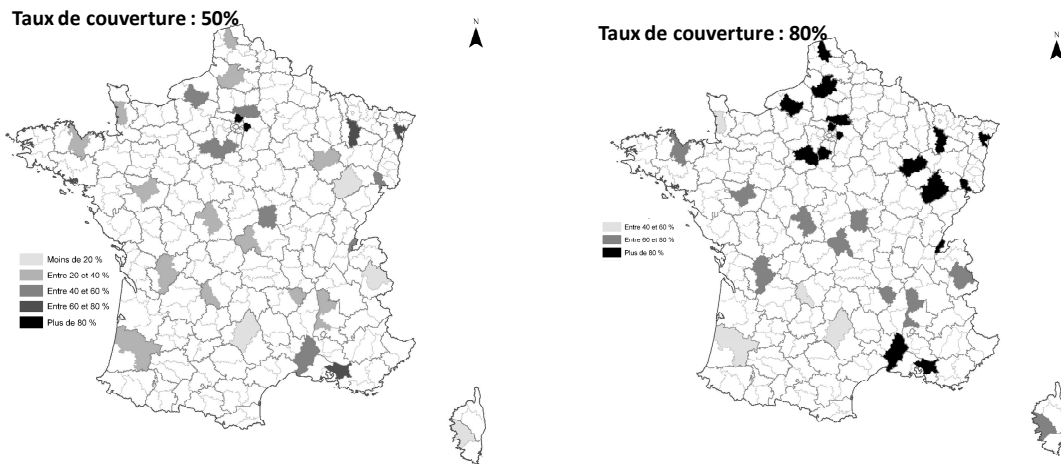 Taux de couverture : 50%
N
Moins de 20 %
Entre 20 et 40 %
Entre 40 et 60 %
Entre 60 et 80 %
Plus de 80 %
Taux de couverture : 80%
N
Entre 40 et 60 %
Entre 60 et 80 %
Plus de 80 %